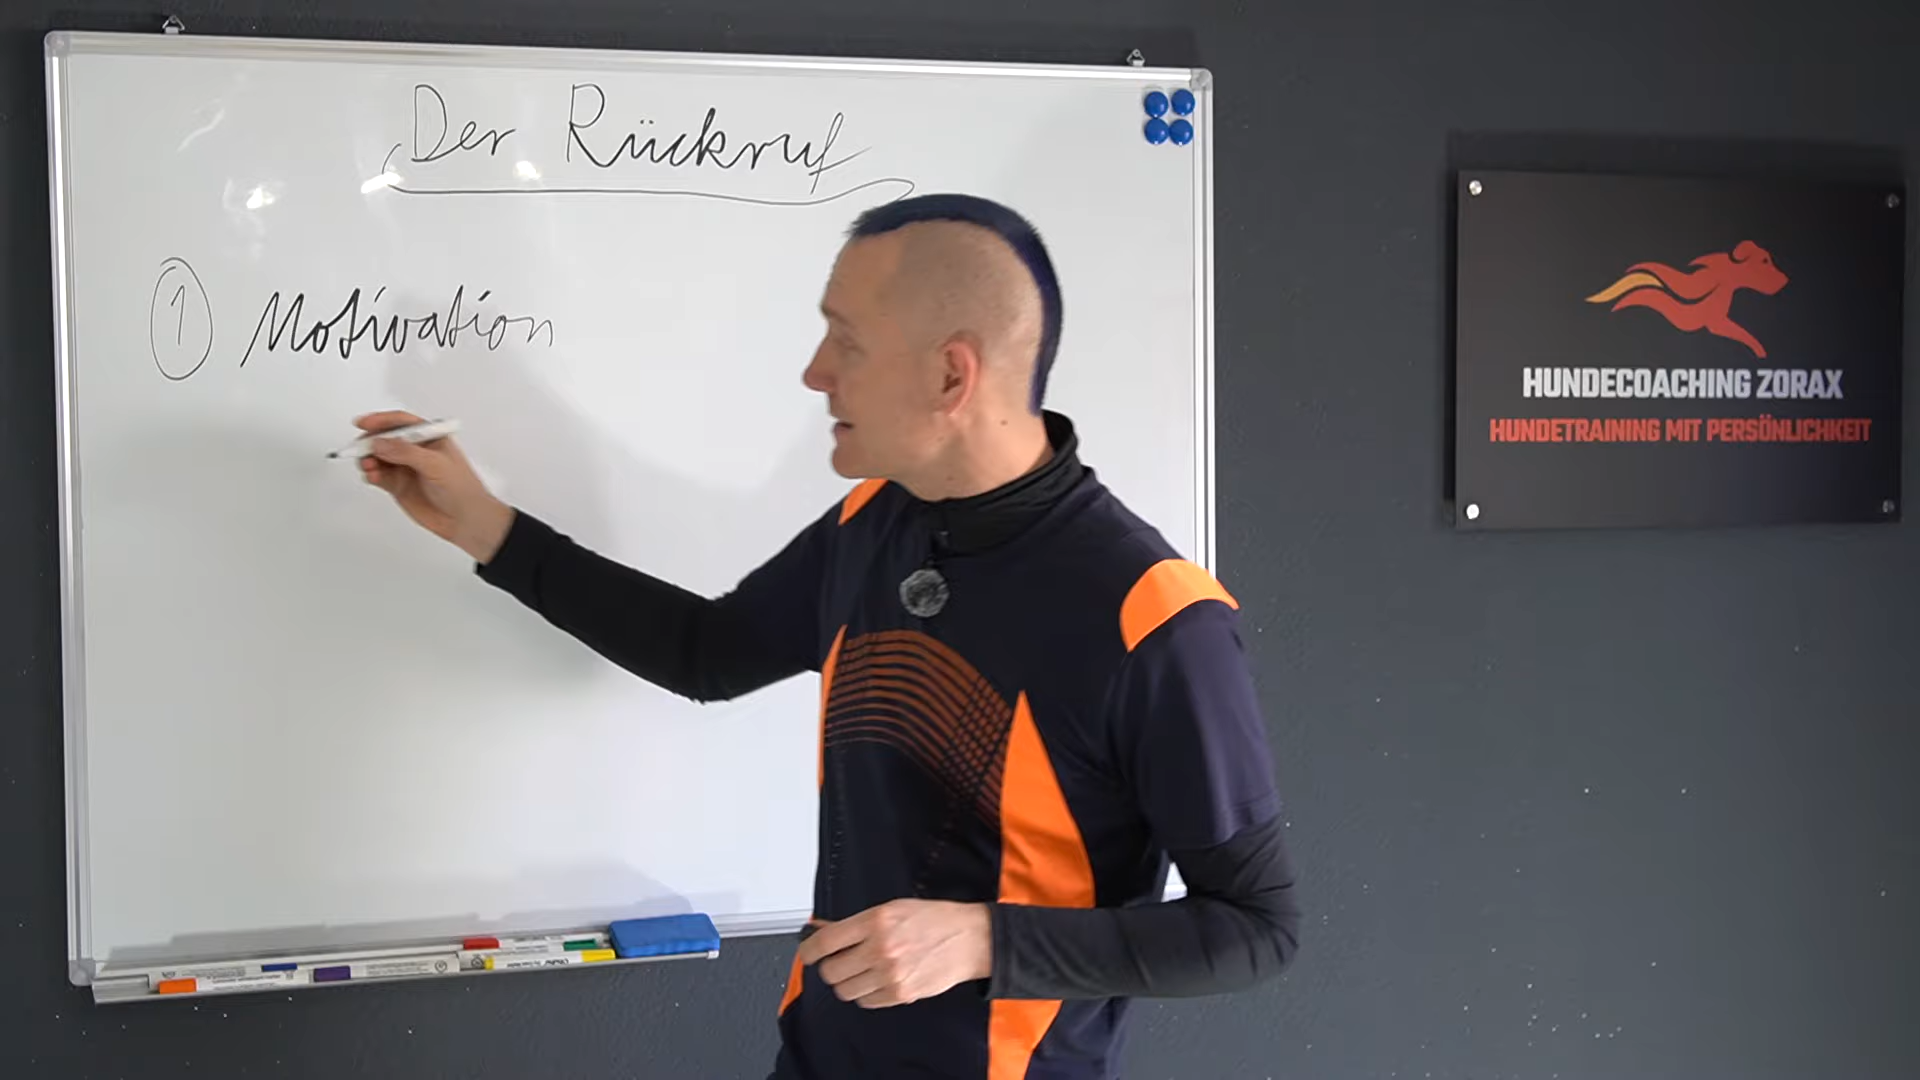 Der Rückruf
1 Motivation
HUNDECOACHING ZORAX
HUNDETRAINING MIT PERSÖNLICHKEIT